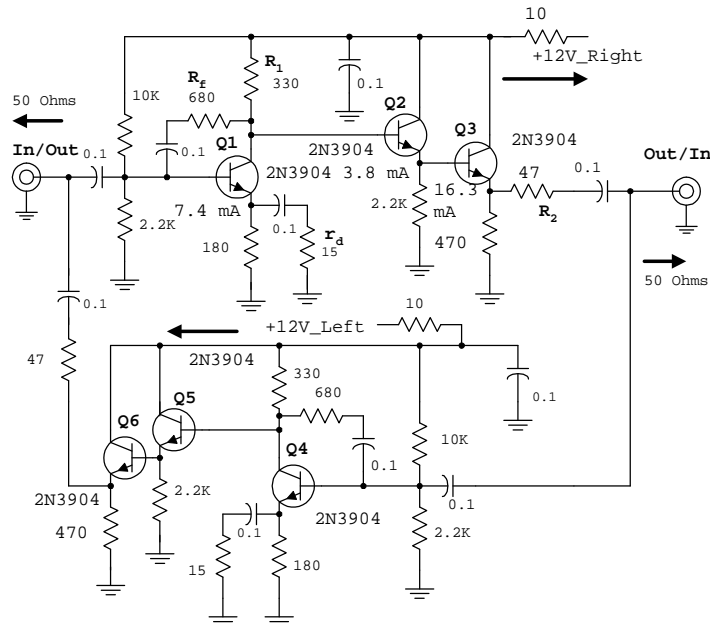 10
+12V_Right
R1
330
Rf
680
0.1
10K
50 Ohms
Q2
Q3
Q1
In/Out
0.1
0.1
2N3904
2N3904
3.8 mA
16.3
mA
47
0.1
Out/In
2.2K
7.4 mA
0.1
rd
2.2K
R2
180
15
470
50 Ohms
0.1
10
+12V_Left
47
2N3904
330
680
0.1
Q5
Q6
Q4
10K
0.1
0.1
2N3904
2.2K
2N3904
470
0.1
2.2K
15
180